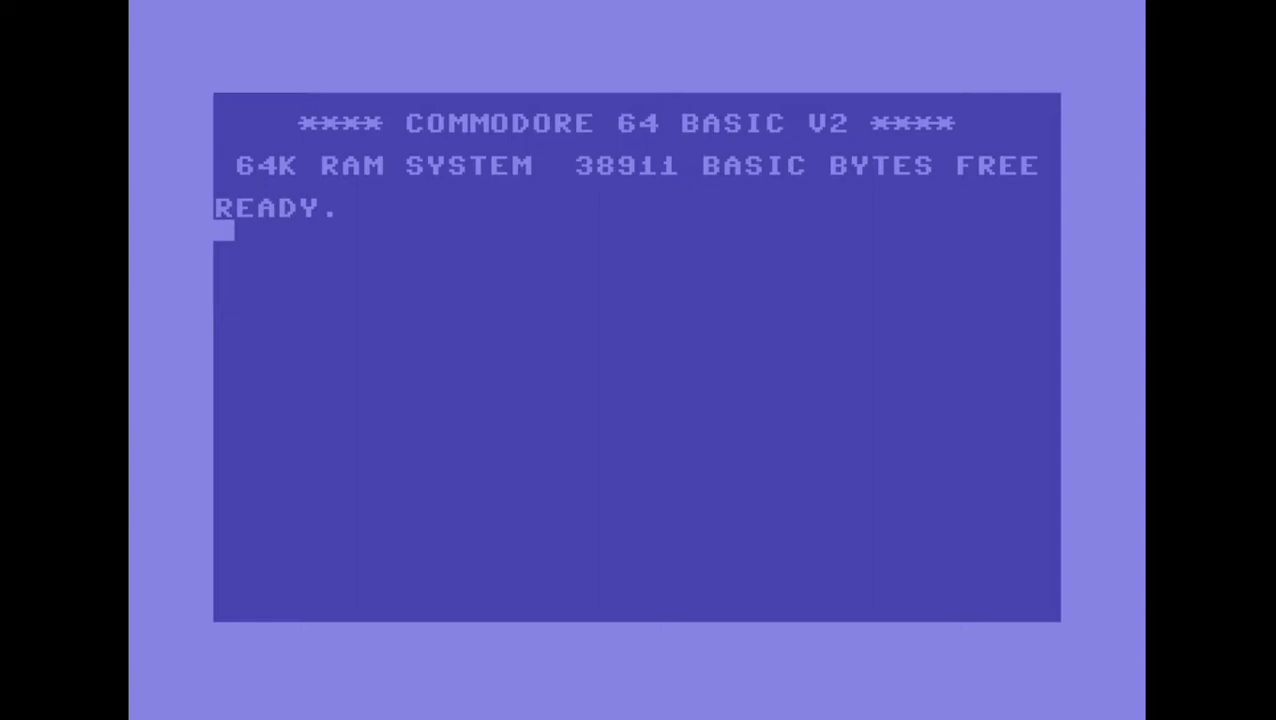 **** COMMODORE 64 BASIC V2 ****
64K RAM SYSTEM  38911 BASIC BYTES FREE
READY.